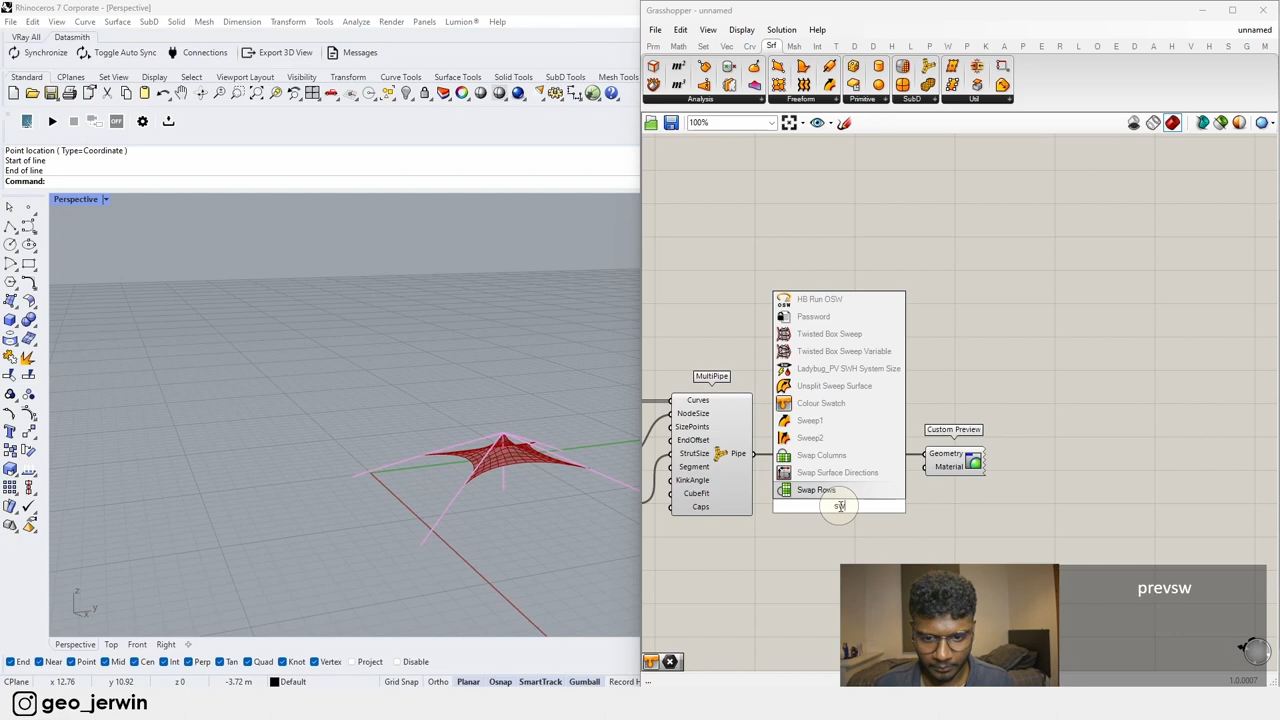 Rhinoceros 7 Corporate - [Perspective]
File Edit View Curve Surface SubD Solid Mesh Dimension Transform Tools Analyze Render Panels Lumion® Help
VRay All Datasmith
Synchronize Toggle Auto Sync Connections Export 3D View Messages
Standard CPlanes Set View Display Select Viewport Layout Visibility Transform Curve Tools Surface Tools Solid Tools SubD Tools Mesh Tools
OFF
Point location ( Type=Coordinate )
Start of line
End of line
Command:
Perspective
z
y
x
Perspective Top Front Right
End Near Point Mid Cen Int Perp Tan Quad Knot Vertex Project Disable
CPlane x 12.76 y 10.92 z 0 -3.72 m Default Grid Snap Ortho Planar Osnap SmartTrack Gumball Record H
Grasshopper - unnamed
File Edit View Display Solution Help unnamed
Prm Math Set Vec Crv Srf Msh Int T D D H L P W K L L B P A V K M E S U M
Analysis Freeform Primitive SubD Util
100%
HB Run OSW
Password
Twisted Box Sweep
Twisted Box Sweep Variable
Ladybug_PV SWH System Size
Unsplit Sweep Surface
Colour Swatch
Sweep1
Sweep2
Swap Columns
Swap Surface Directions
Swap Rows
sw
MultiPipe
Curves
NodeSize
SizePoints
EndOffset
StrutSize
Segment
KinkAngle
CubeFit
Caps
Pipe
Custom Preview
Geometry
Material
prevsw
1.0.0007
geo_jerwin